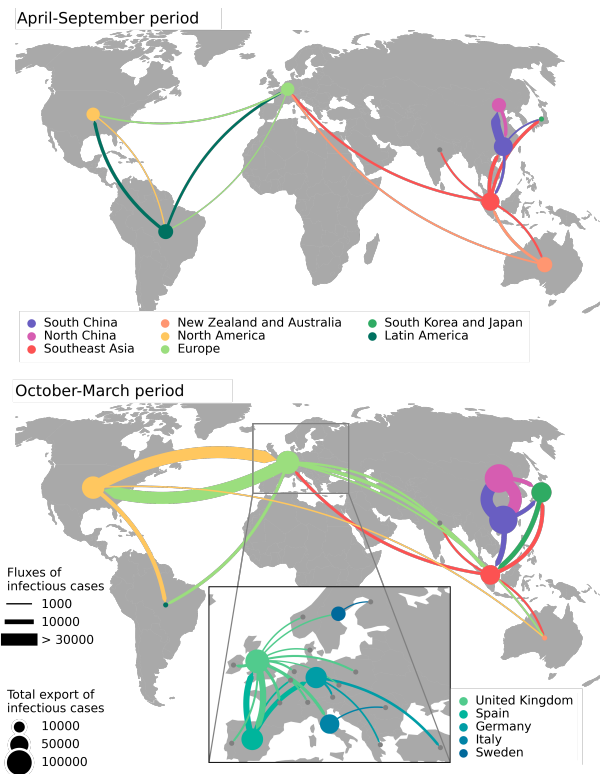 April-September period
South China
North China
Southeast Asia
New Zealand and Australia
North America
Europe
South Korea and Japan
Latin America
October-March period
Fluxes of
infectious cases
1000
10000
> 30000
Total export of
infectious cases
10000
50000
100000
United Kingdom
Spain
Germany
Italy
Sweden